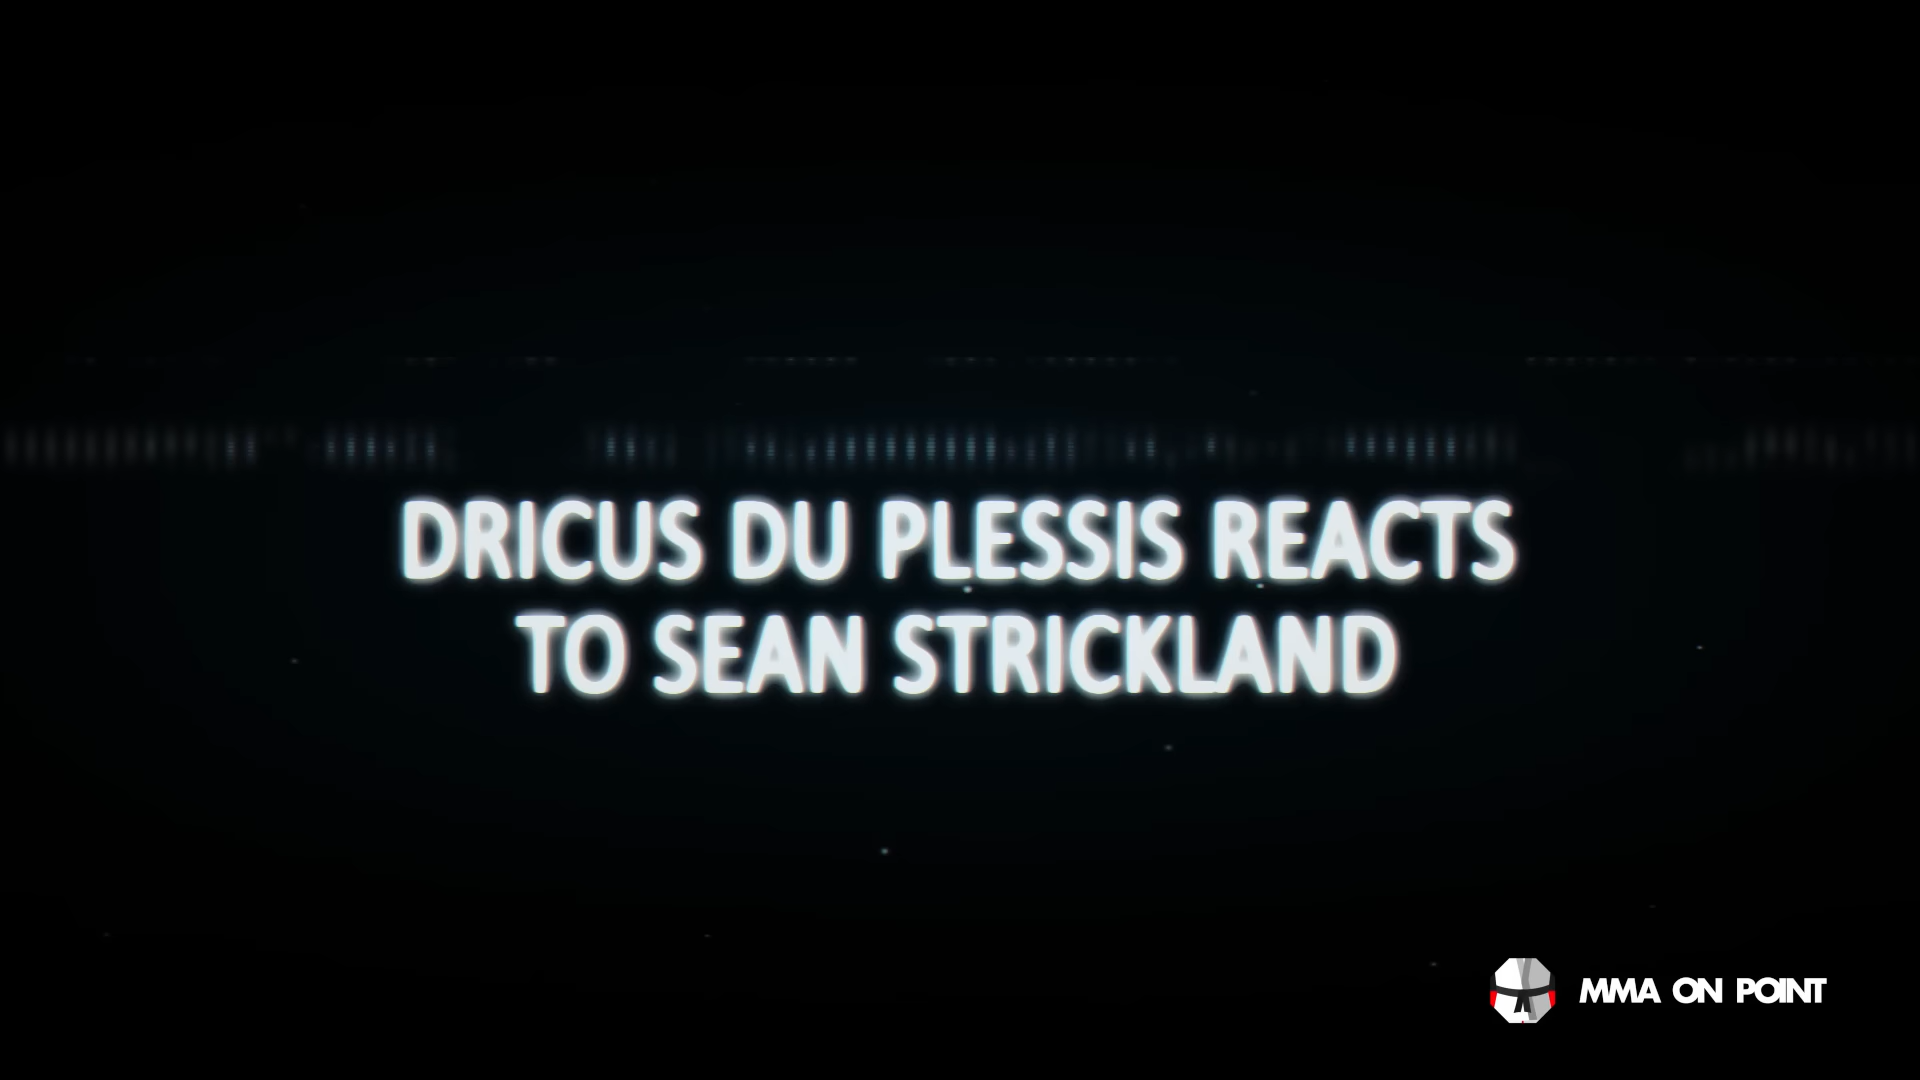 DRICUS DU PLESSIS REACTS
TO SEAN STRICKLAND
MMA ON POINT